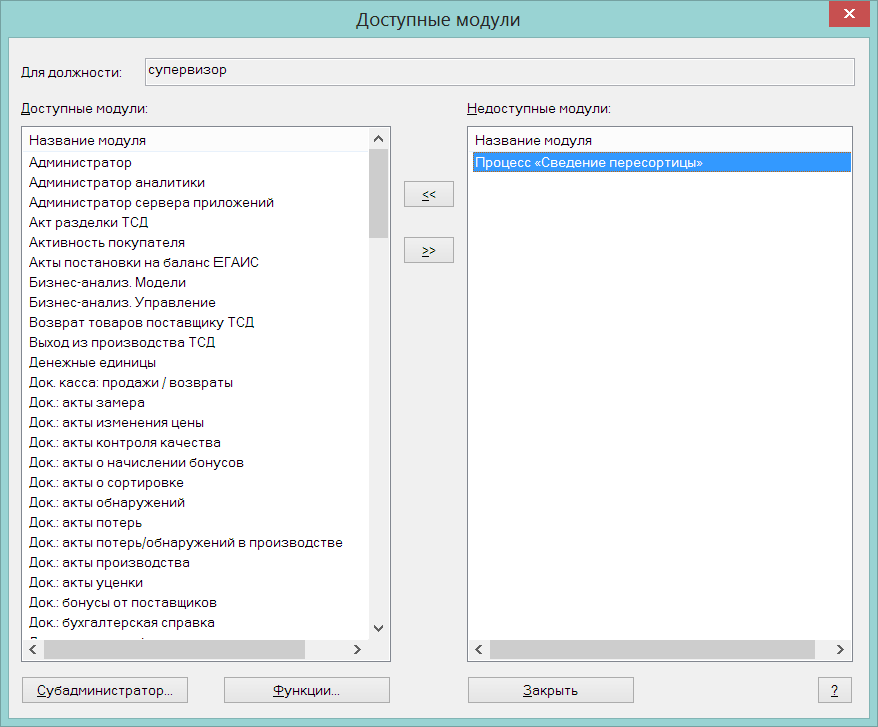 Доступные модули
Для должности: супервизор
Доступные модули:
Название модуля
Администратор
Администратор аналитики
Администратор сервера приложений
Акт разделки ТСД
Активность покупателя
Акты постановки на баланс ЕГАИС
Бизнес-анализ. Модели
Бизнес-анализ. Управление
Возврат товаров поставщику ТСД
Выход из производства ТСД
Денежные единицы
Док. касса: продажи / возвраты
Док.: акты замера
Док.: акты изменения цены
Док.: акты контроля качества
Док.: акты о начислении бонусов
Док.: акты о сортировке
Док.: акты обнаружений
Док.: акты потерь
Док.: акты потерь/обнаружений в производстве
Док.: акты производства
Док.: акты уценки
Док.: бонусы от поставщиков
Док.: бухгалтерская справка
<<
>>
Недоступные модули:
Название модуля
Процесс «Сведение пересортицы»
Субадминистратор...
Функции...
Закрыть
?